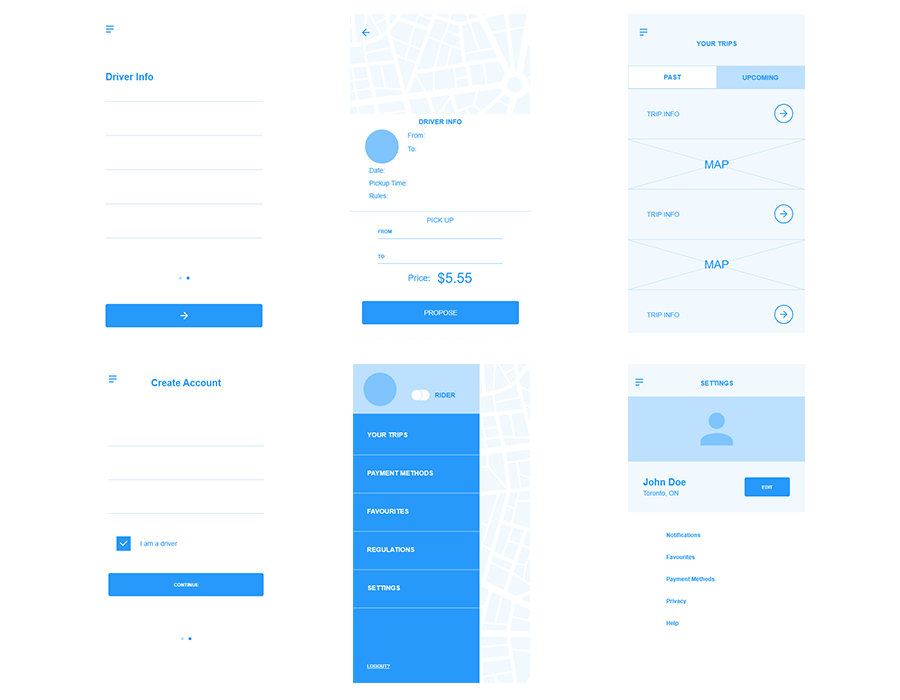 Driver Info
DRIVER INFO
From:
To:
Date:
Pickup Time:
Rules:
PICK UP
FROM
TO
Price: $5.55
PROPOSE
YOUR TRIPS
PAST UPCOMING
TRIP INFO
MAP
TRIP INFO
MAP
TRIP INFO
Create Account
I am a driver
CONTINUE
RIDER
YOUR TRIPS
PAYMENT METHODS
FAVOURITES
REGULATIONS
SETTINGS
LOGOUT?
SETTINGS
John Doe
Toronto, ON
EDIT
Notifications
Favourites
Payment Methods
Privacy
Help